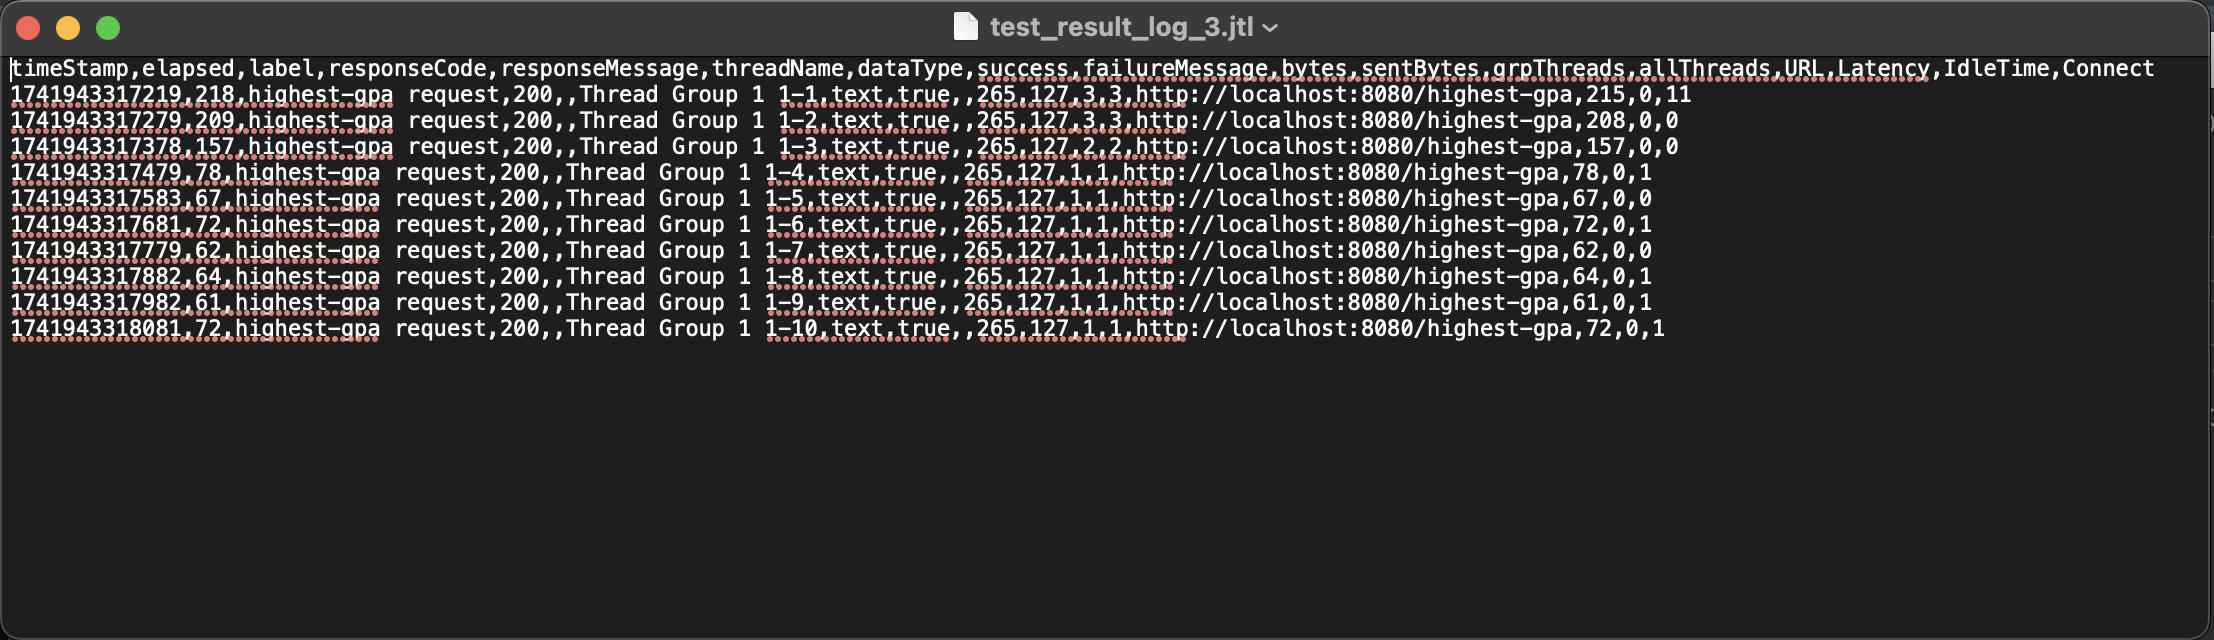 test_result_log_3.jtl
timeStamp,elapsed,label,responseCode,responseMessage,threadName,dataType,success,failureMessage,bytes,sentBytes,grpThreads,allThreads,URL,Latency,IdleTime,Connect
1741943317219,218,highest-gpa request,200,,Thread Group 1 1-1,text,true,,265,127,3,3,http://localhost:8080/highest-gpa,215,0,11
1741943317279,209,highest-gpa request,200,,Thread Group 1 1-2,text,true,,265,127,3,3,http://localhost:8080/highest-gpa,208,0,0
1741943317378,157,highest-gpa request,200,,Thread Group 1 1-3,text,true,,265,127,2,2,http://localhost:8080/highest-gpa,157,0,0
1741943317479,78,highest-gpa request,200,,Thread Group 1 1-4,text,true,,265,127,1,1,http://localhost:8080/highest-gpa,78,0,1
1741943317583,67,highest-gpa request,200,,Thread Group 1 1-5,text,true,,265,127,1,1,http://localhost:8080/highest-gpa,67,0,0
1741943317681,72,highest-gpa request,200,,Thread Group 1 1-6,text,true,,265,127,1,1,http://localhost:8080/highest-gpa,72,0,1
1741943317779,62,highest-gpa request,200,,Thread Group 1 1-7,text,true,,265,127,1,1,http://localhost:8080/highest-gpa,62,0,0
1741943317882,64,highest-gpa request,200,,Thread Group 1 1-8,text,true,,265,127,1,1,http://localhost:8080/highest-gpa,64,0,1
1741943317982,61,highest-gpa request,200,,Thread Group 1 1-9,text,true,,265,127,1,1,http://localhost:8080/highest-gpa,61,0,1
1741943318081,72,highest-gpa request,200,,Thread Group 1 1-10,text,true,,265,127,1,1,http://localhost:8080/highest-gpa,72,0,1